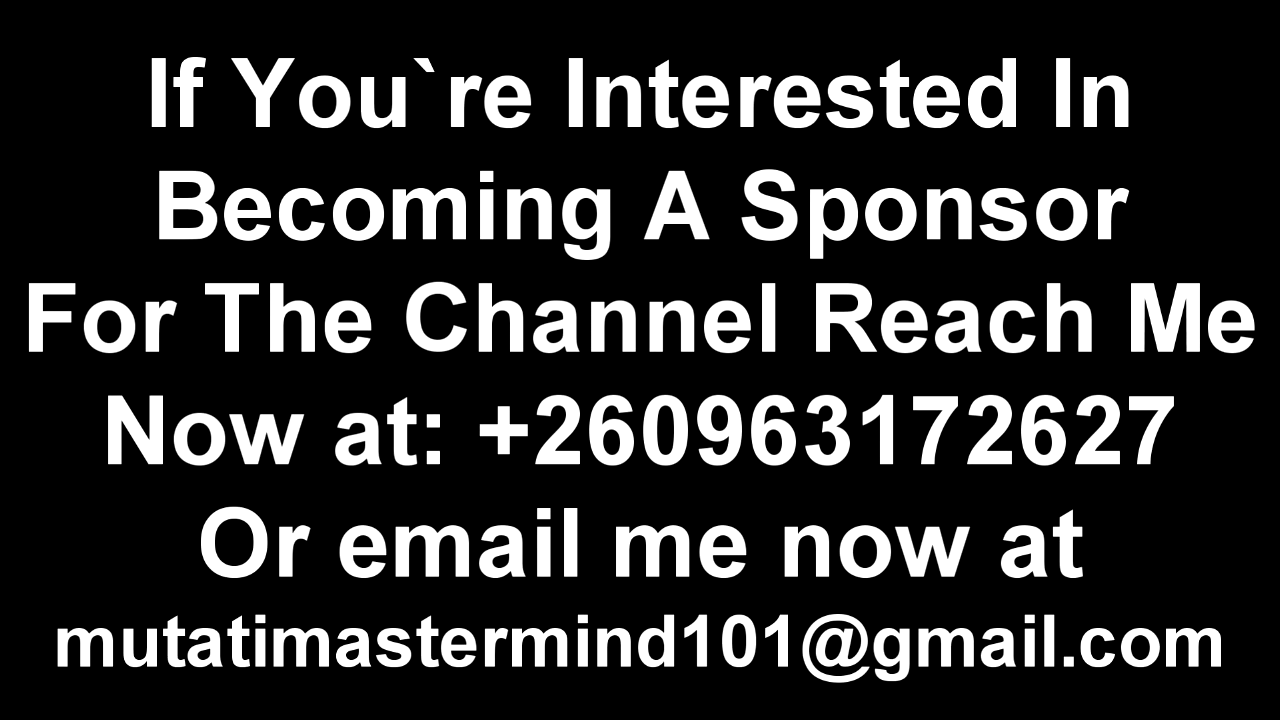 If You`re Interested In
Becoming A Sponsor
For The Channel Reach Me
Now at: +260963172627
Or email me now at
mutatimastermind101@gmail.com